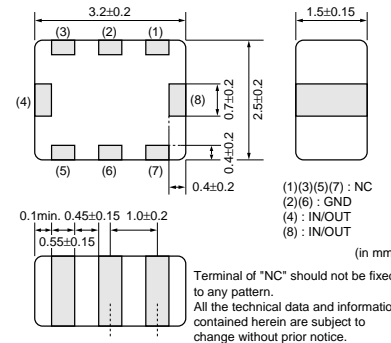 3.2±0.2
1.5±0.15
(3) (2) (1)
(4)
(8)
0.7±0.2
2.5±0.2
(5) (6) (7)
0.4±0.2
0.4±0.2
(1)(3)(5)(7) : NC
(2)(6) : GND
(4) : IN/OUT
(8) : IN/OUT
0.1min. 0.45±0.15 1.0±0.2
0.55±0.15
(in mm
Terminal of "NC" should not be fixed
to any pattern.
All the technical data and informatio
contained herein are subject to
change without prior notice.